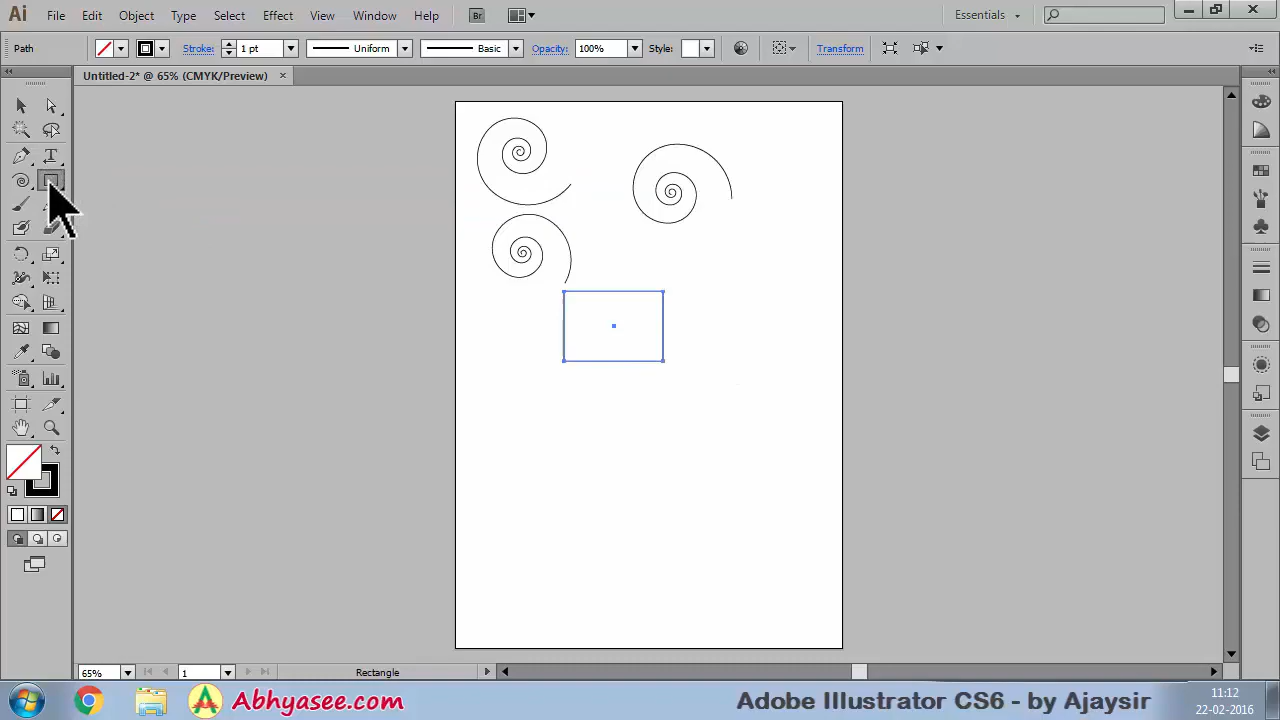 Ai File Edit Object Type Select Effect View Window Help Br Essentials
Path Stroke: 1 pt Uniform Basic Opacity: 100% Style: Transform
Untitled-2* @ 65% (CMYK/Preview)
T
65% 1 Rectangle
Abhyasee.com Adobe Illustrator CS6 - by Ajaysir 11:12
22-02-2016